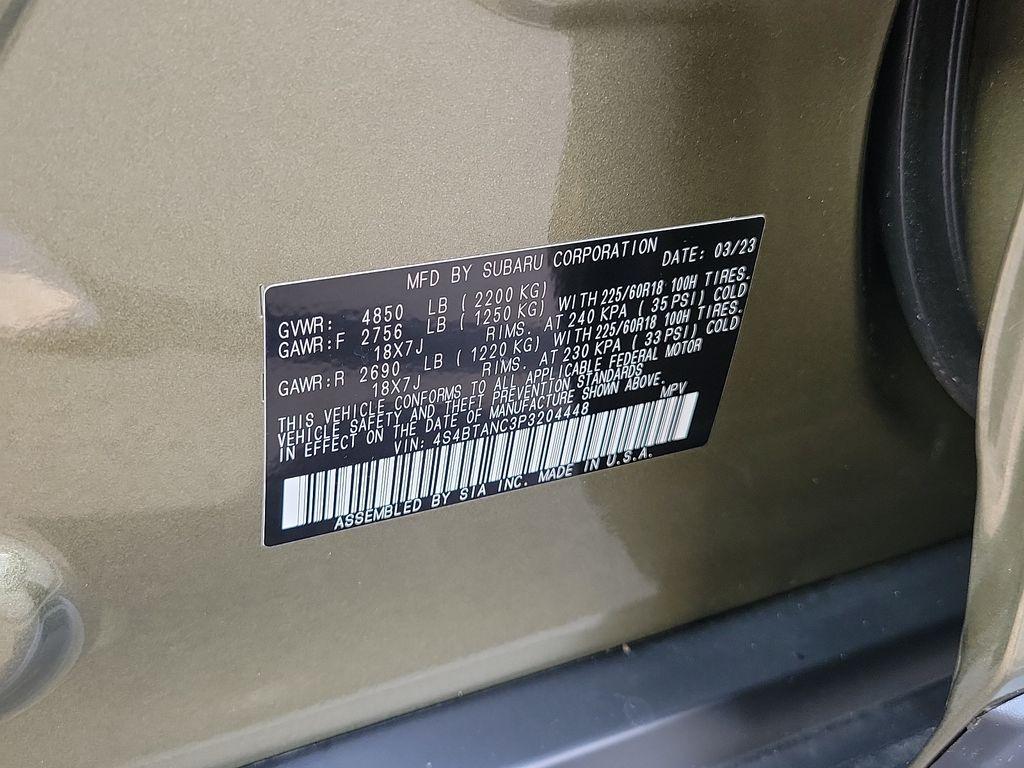 MFD BY SUBARU CORPORATION DATE: 03/23
GVWR: 4850 LB (2200 KG)
GAWR:F 2756 LB (1250 KG) WITH 225/60R18 100H TIRES.
18X7J RIMS. AT 240 KPA (35 PSI) COLD
GAWR:R 2690 LB (1220 KG) WITH 225/60R18 100H TIRES.
18X7J RIMS. AT 230 KPA (33 PSI) COLD
THIS VEHICLE CONFORMS TO ALL APPLICABLE FEDERAL MOTOR
VEHICLE SAFETY AND THEFT PREVENTION STANDARDS
IN EFFECT ON THE DATE OF MANUFACTURE SHOWN ABOVE.
VIN: 4S4BTANC3P3204448 MPV
ASSEMBLED BY SIA INC. MADE IN U.S.A.